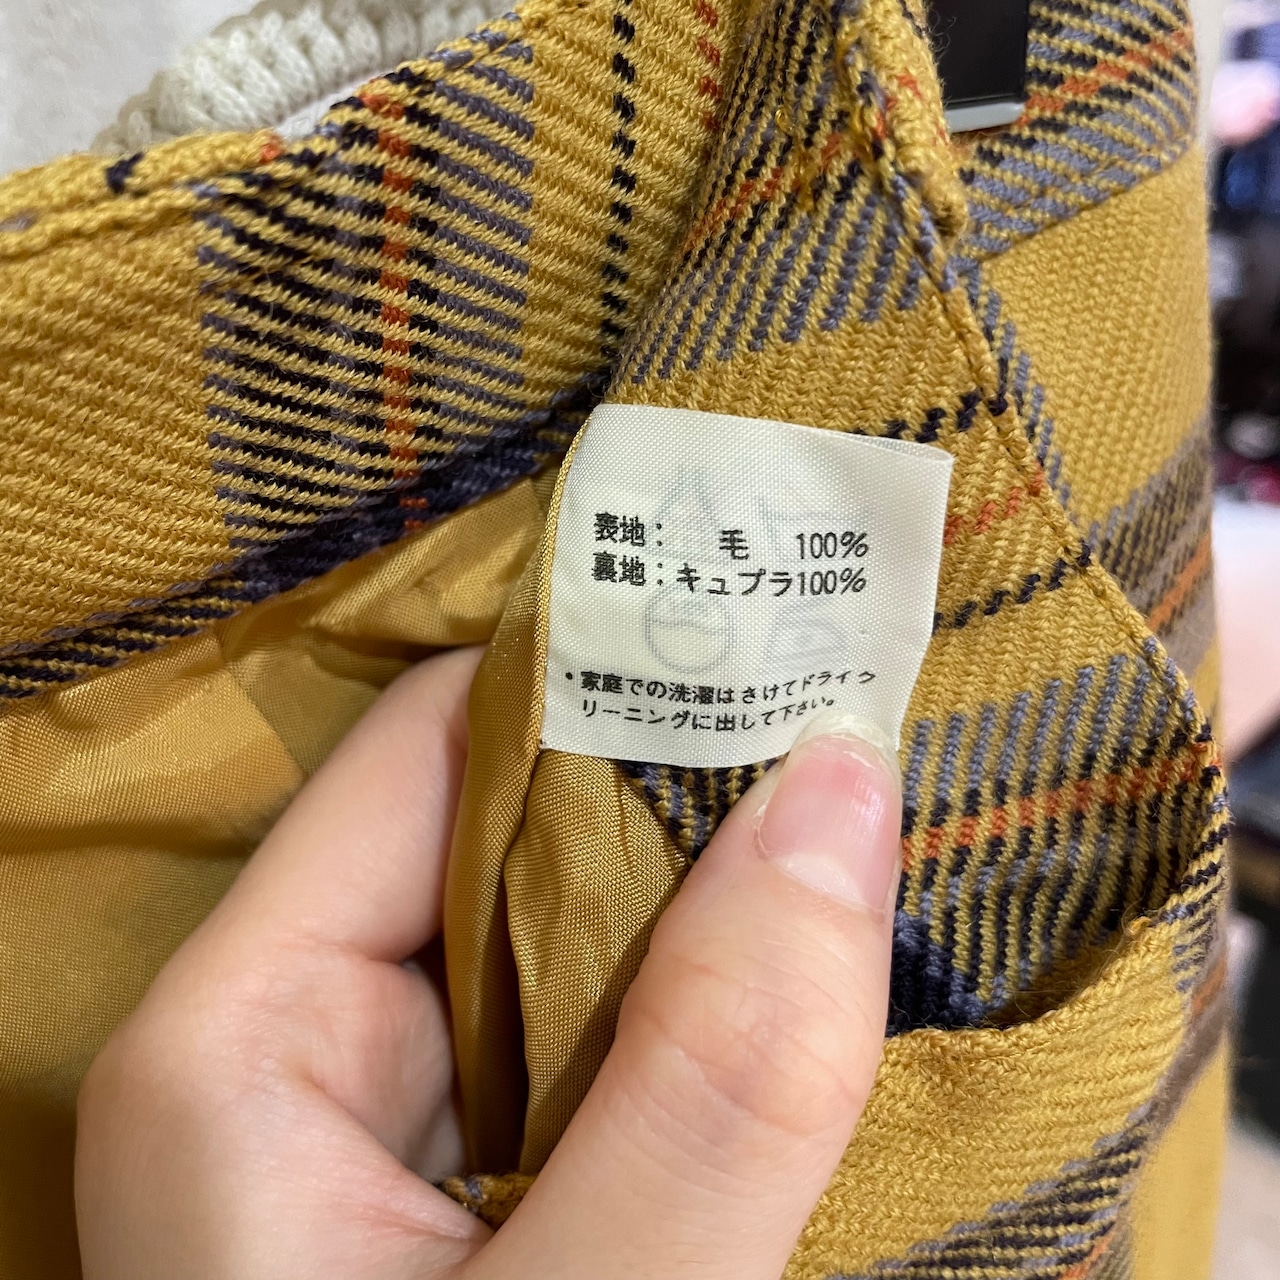 表地： 毛 100%
裏地：キュプラ100%
・家庭での洗濯はさけてドライク
リーニングに出して下さい。